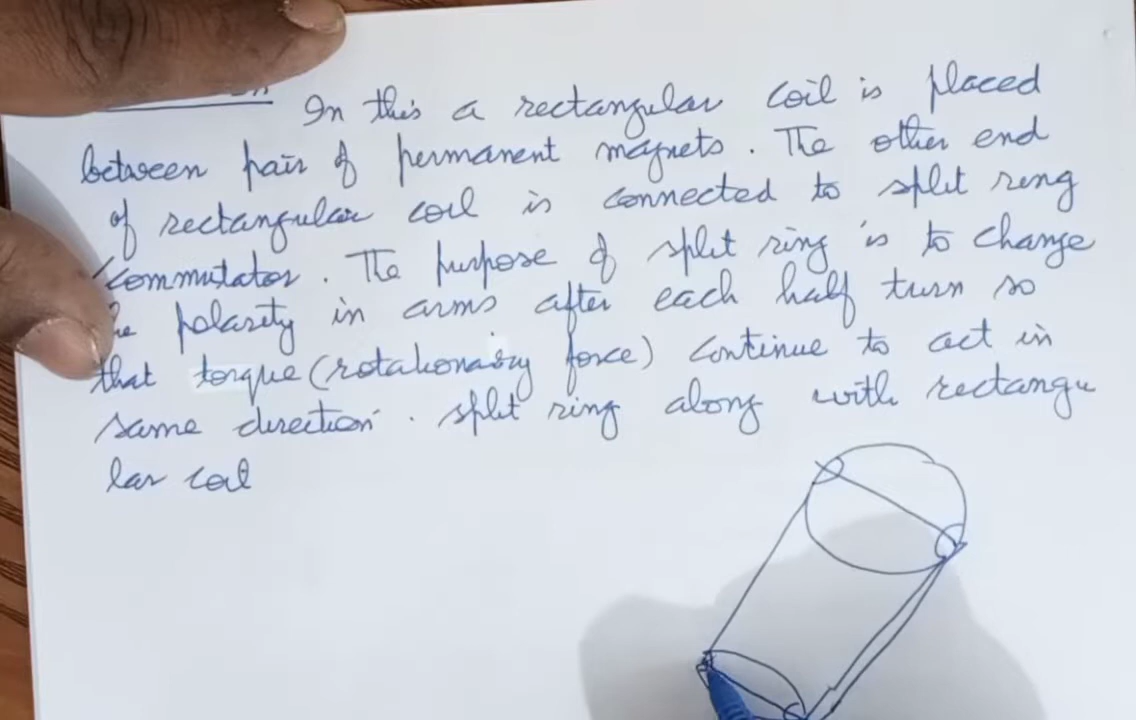 In this a rectangular coil is placed
between pair of permanent magnets. The other end
of rectangular coil is connected to split ring
commutator. The purpose of split ring is to change
polarity in arms after each half turn so
that torque (rotationary force) continue to act in
same direction. split ring along with rectangu
lar coil